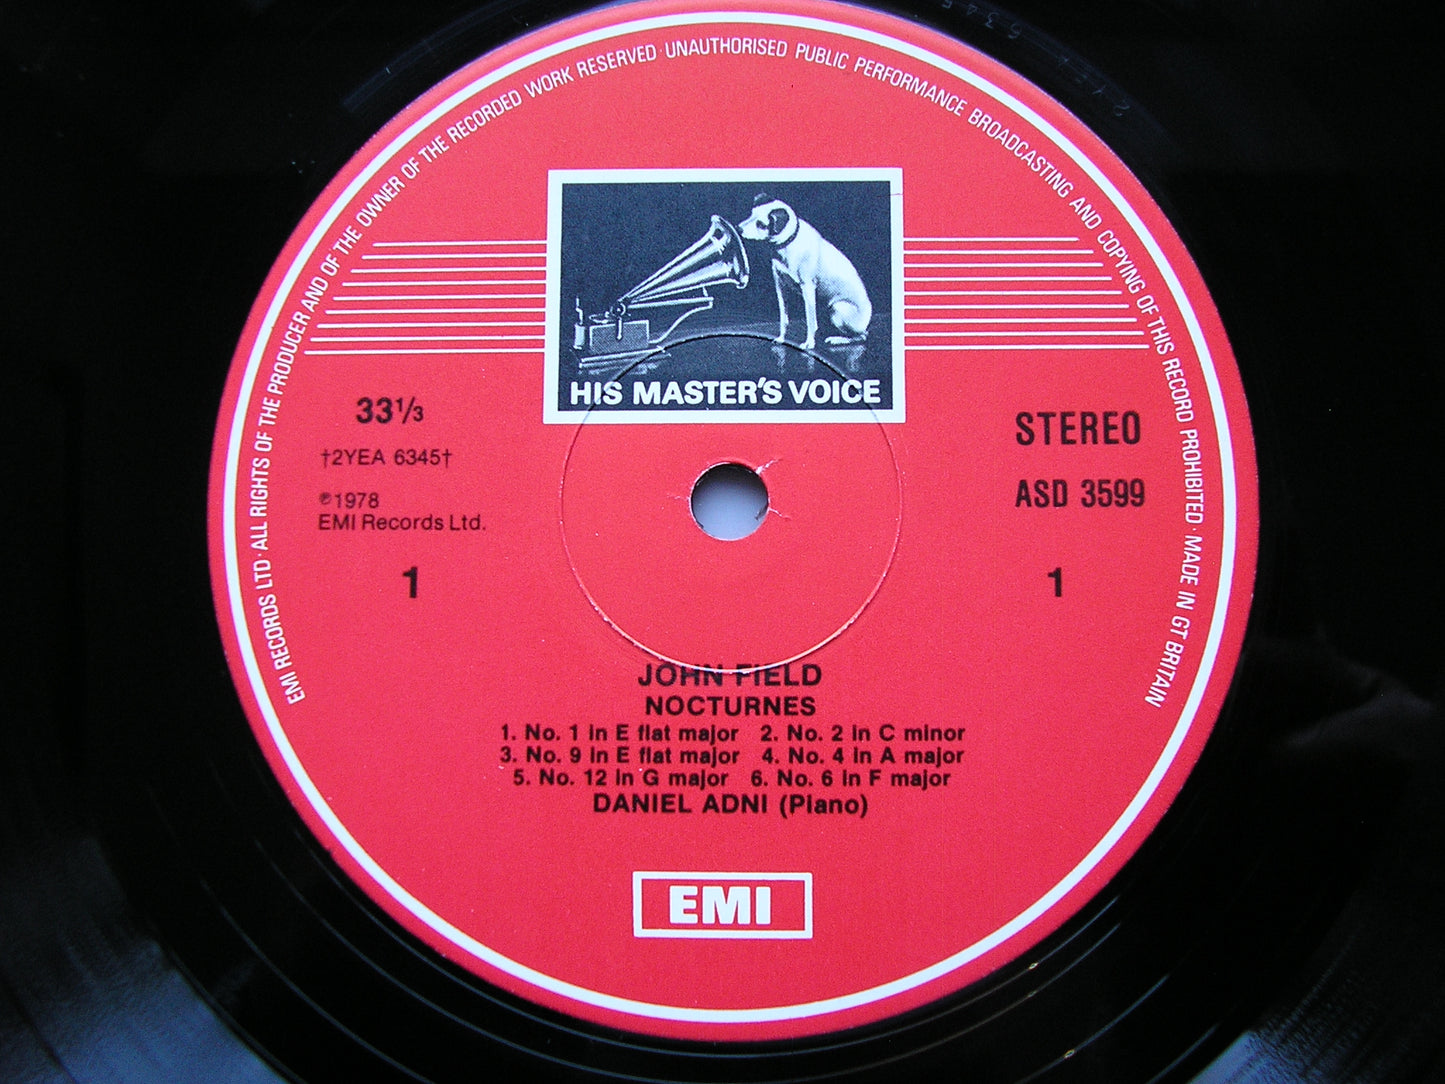 EMI RECORDS LTD · ALL RIGHTS OF THE PRODUCER AND OF THE OWNER OF THE RECORDED WORK RESERVED · UNAUTHORISED PUBLIC PERFORMANCE BROADCASTING AND COPYING OF THIS RECORD PROHIBITED · MADE IN GT BRITAIN
HIS MASTER'S VOICE
33⅓
†2YEA 6345†
℗1978
EMI Records Ltd.
1
STEREO
ASD 3599
1
JOHN FIELD
NOCTURNES
1. No. 1 in E flat major 2. No. 2 in C minor
3. No. 9 in E flat major 4. No. 4 in A major
5. No. 12 in G major 6. No. 6 in F major
DANIEL ADNI (Piano)
EMI